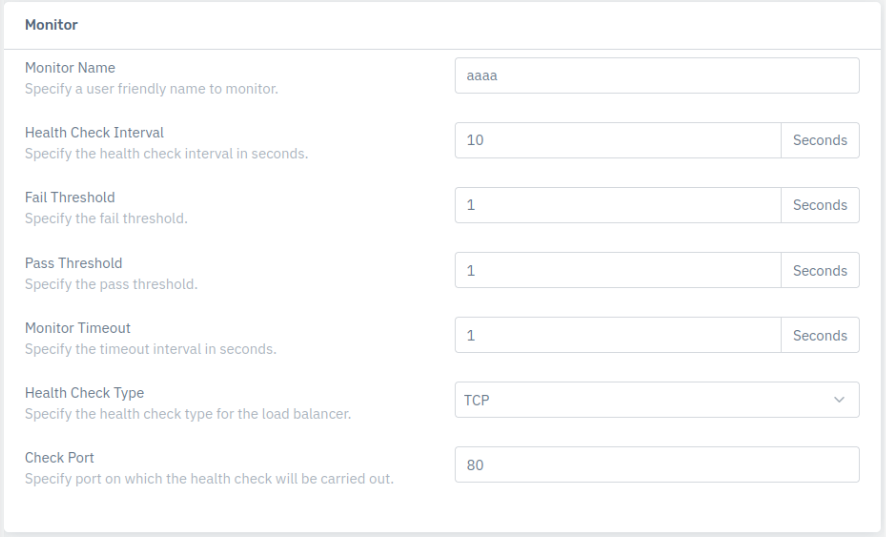 Monitor
Monitor Name
Specify a user friendly name to monitor.
aaaa
Health Check Interval
Specify the health check interval in seconds.
10 Seconds
Fail Threshold
Specify the fail threshold.
1 Seconds
Pass Threshold
Specify the pass threshold.
1 Seconds
Monitor Timeout
Specify the timeout interval in seconds.
1 Seconds
Health Check Type
Specify the health check type for the load balancer.
TCP
Check Port
Specify port on which the health check will be carried out.
80